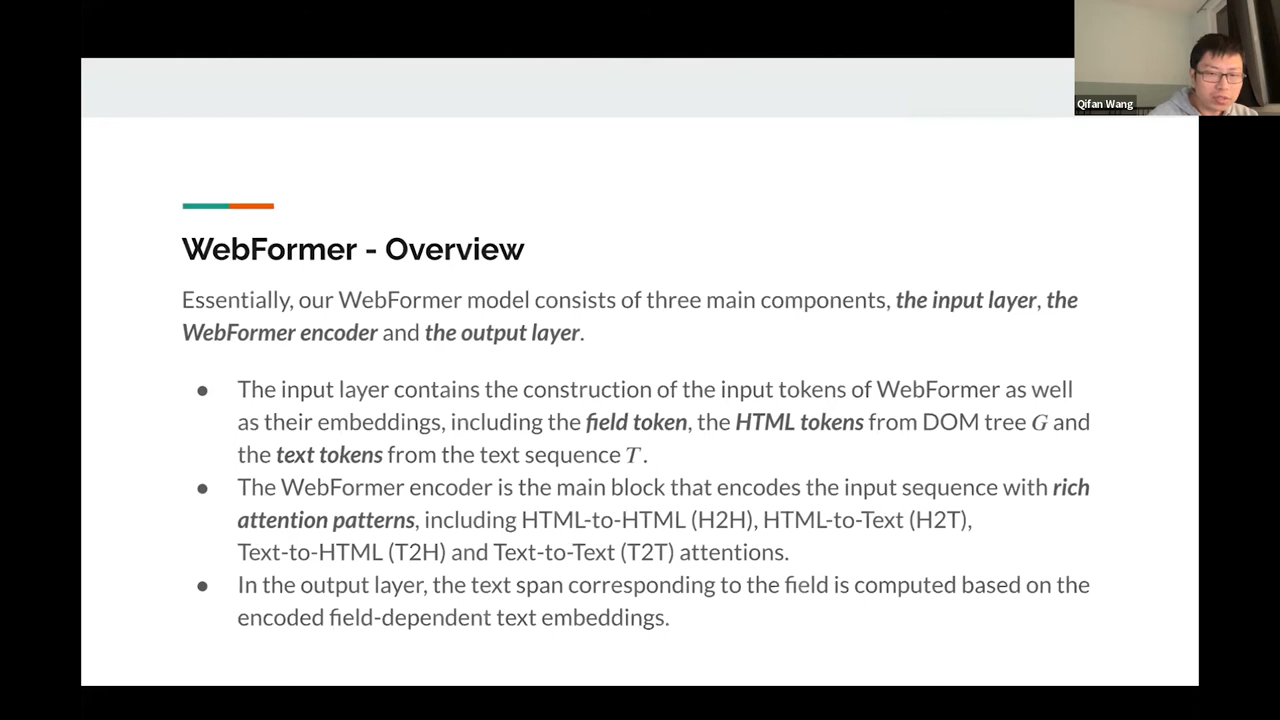 Qifan Wang
WebFormer - Overview
Essentially, our WebFormer model consists of three main components, the input layer, the
WebFormer encoder and the output layer.
● The input layer contains the construction of the input tokens of WebFormer as well
as their embeddings, including the field token, the HTML tokens from DOM tree G and
the text tokens from the text sequence T.
● The WebFormer encoder is the main block that encodes the input sequence with rich
attention patterns, including HTML-to-HTML (H2H), HTML-to-Text (H2T),
Text-to-HTML (T2H) and Text-to-Text (T2T) attentions.
● In the output layer, the text span corresponding to the field is computed based on the
encoded field-dependent text embeddings.